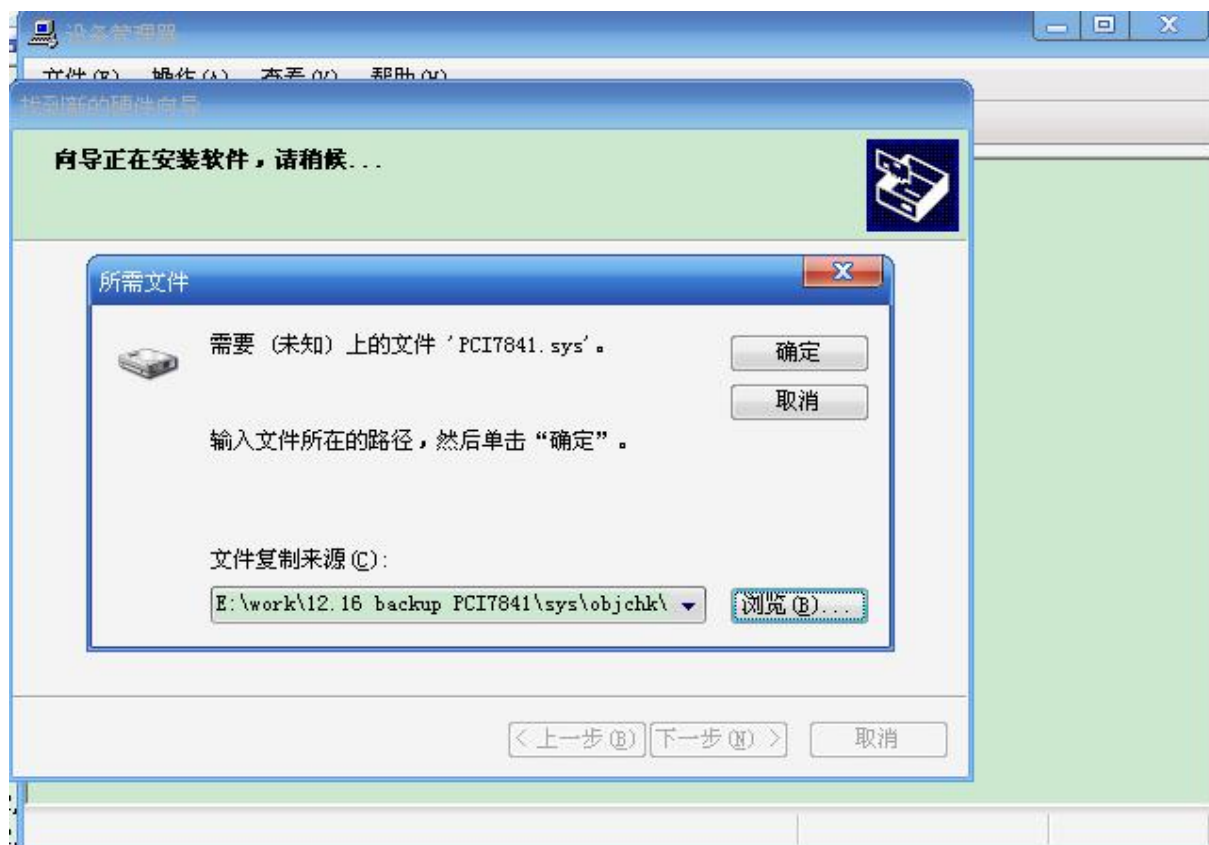 设备管理器
文件(F) 操作(A) 查看(V) 帮助(H)
找到新的硬件向导
向导正在安装软件，请稍候...
所需文件
需要 (未知) 上的文件 'PCI7841.sys'。
确定
取消
输入文件所在的路径，然后单击“确定”。
文件复制来源(C):
E:\work\12.16 backup PCI7841\sys\objchk\
浏览(B)...
< 上一步(B) 下一步(N) > 取消